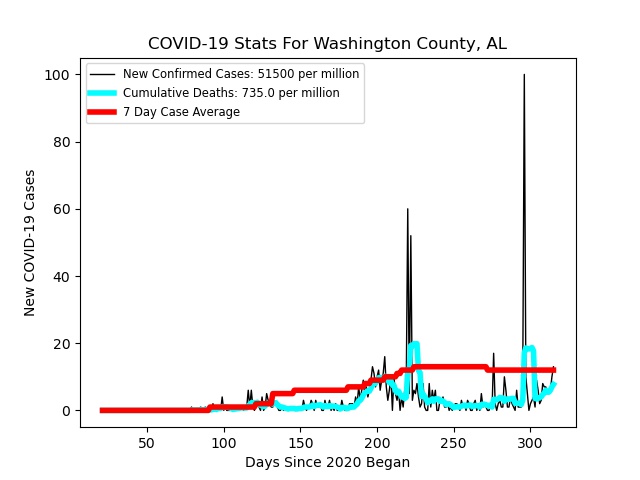 COVID-19 Stats For Washington County, AL
New Confirmed Cases: 51500 per million
Cumulative Deaths: 735.0 per million
7 Day Case Average
100
80
60
40
20
0
New COVID-19 Cases
50 100 150 200 250 300
Days Since 2020 Began